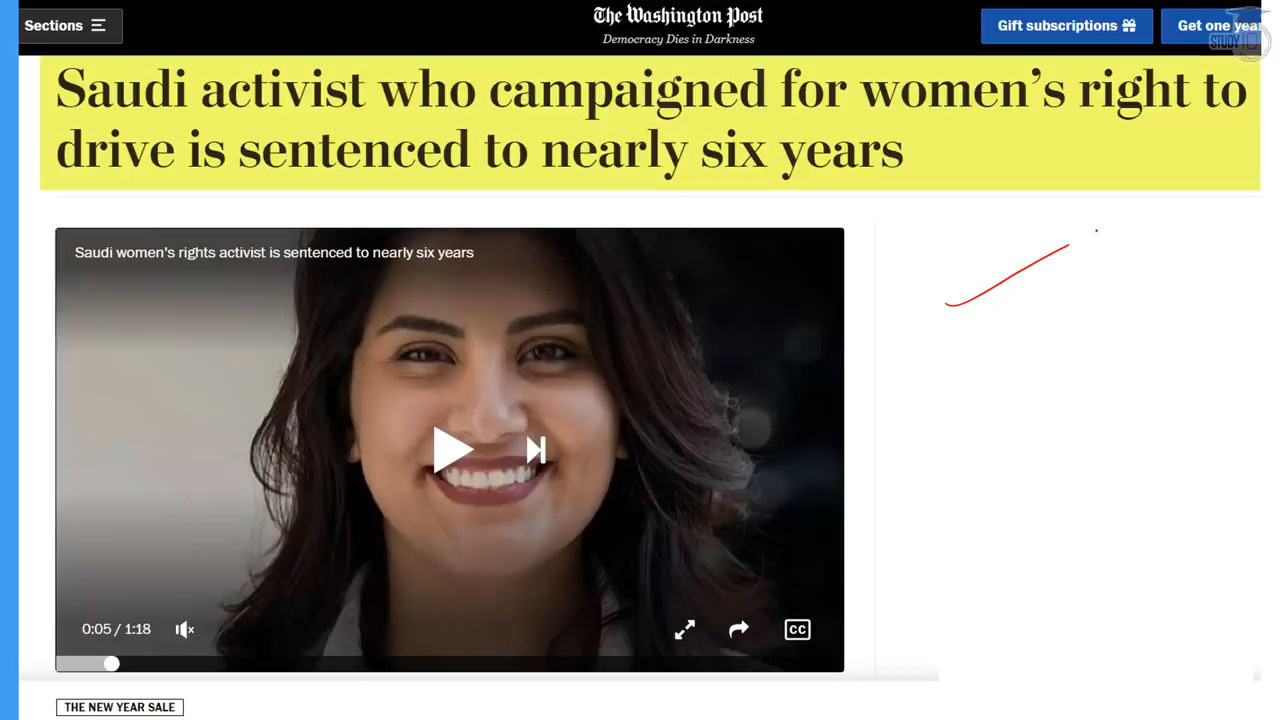 Sections
The Washington Post
Democracy Dies in Darkness
Gift subscriptions
Get one year
STUDY IQ
Saudi activist who campaigned for women’s right to
drive is sentenced to nearly six years
Saudi women's rights activist is sentenced to nearly six years
0:05 / 1:18
CC
THE NEW YEAR SALE